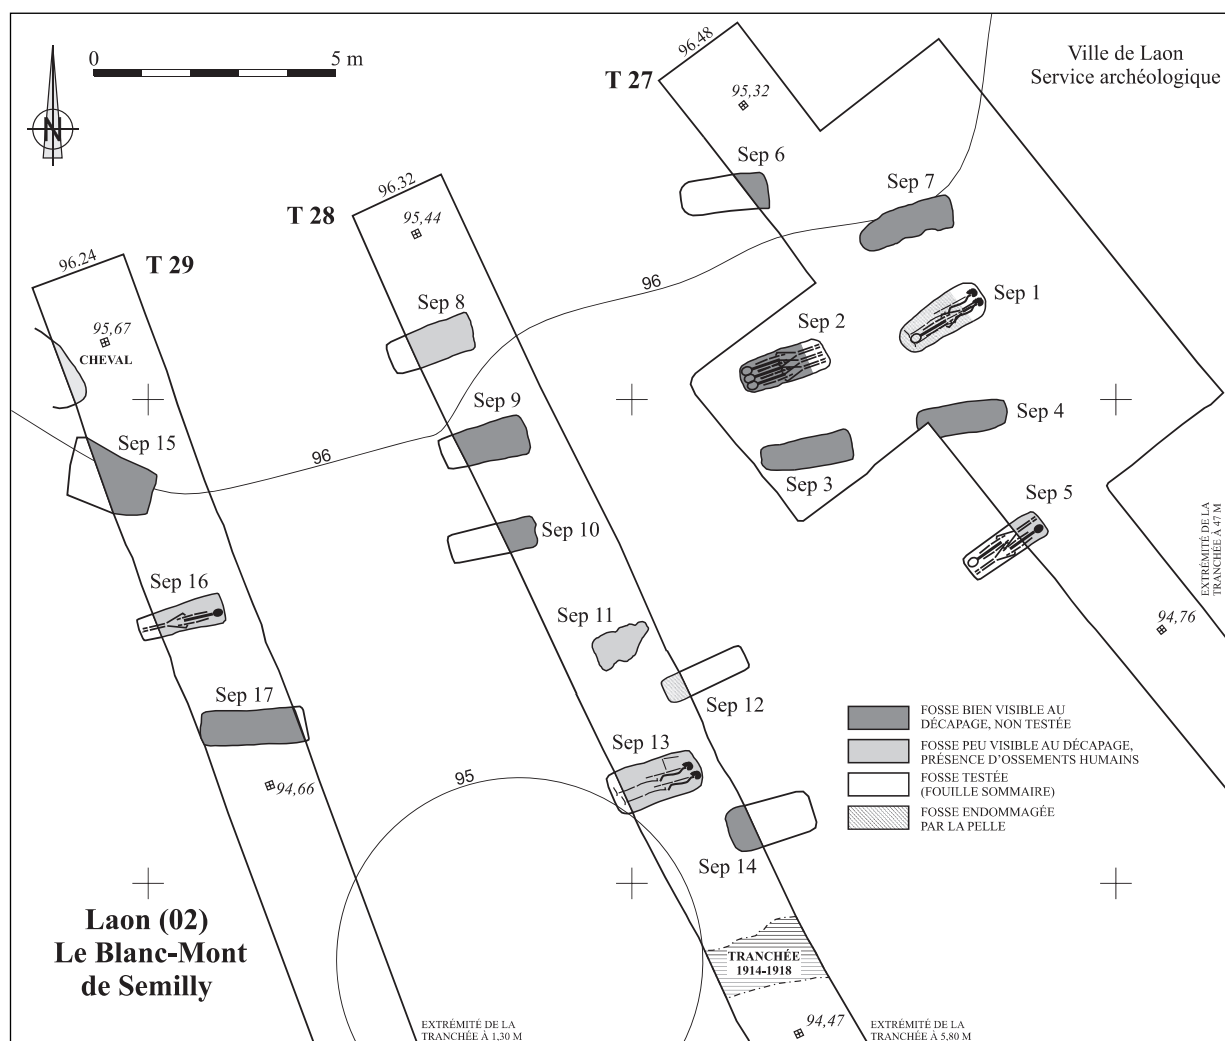 0
5 m
N
Ville de Laon
Service archéologique
T 27
96.48
95,32
Sep 6
Sep 7
T 28
96.32
95,44
T 29
96.24
95,67
CHEVAL
96
Sep 8
Sep 1
Sep 2
Sep 9
Sep 4
Sep 15
96
Sep 3
Sep 5
Sep 10
EXTRÉMITÉ DE LA
TRANCHÉE À 47 M
Sep 16
Sep 11
94,76
Sep 17
Sep 12
Sep 13
95
94,66
FOSSE BIEN VISIBLE AU
DÉCAPAGE, NON TESTÉE
FOSSE PEU VISIBLE AU DÉCAPAGE,
PRÉSENCE D'OSSEMENTS HUMAINS
FOSSE TESTÉE
(FOUILLE SOMMAIRE)
FOSSE ENDOMMAGÉE
PAR LA PELLE
Sep 14
Laon (02)
Le Blanc-Mont
de Semilly
TRANCHÉE
1914-1918
EXTRÉMITÉ DE LA
TRANCHÉE À 1,30 M
94,47
EXTRÉMITÉ DE LA
TRANCHÉE À 5,80 M